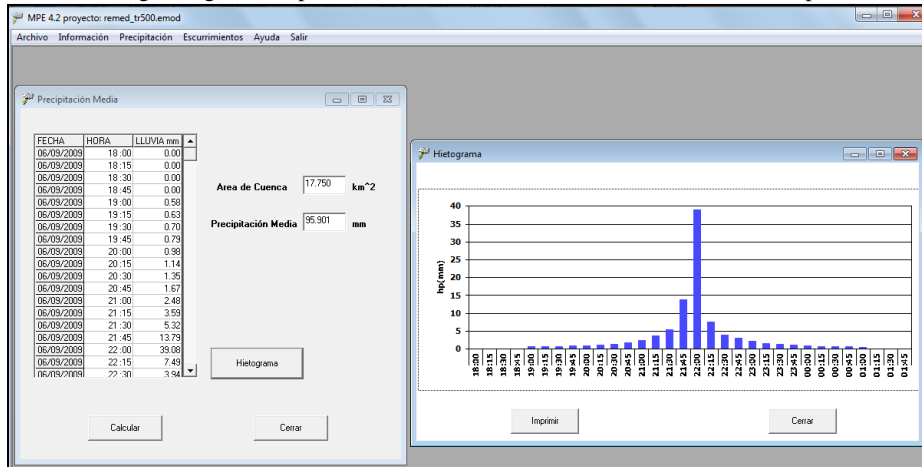 MPE 4.2 proyecto: remed_tr500.emod
Archivo Información Precipitación Escurrimientos Ayuda Salir
Precipitación Media
FECHA HORA LLUVIA mm
06/09/2009 18:00 0.00
06/09/2009 18:15 0.00
06/09/2009 18:30 0.00
06/09/2009 18:45 0.00
06/09/2009 19:00 0.58
06/09/2009 19:15 0.63
06/09/2009 19:30 0.70
06/09/2009 19:45 0.79
06/09/2009 20:00 0.98
06/09/2009 20:15 1.14
06/09/2009 20:30 1.35
06/09/2009 20:45 1.67
06/09/2009 21:00 2.48
06/09/2009 21:15 3.59
06/09/2009 21:30 5.32
06/09/2009 21:45 13.79
06/09/2009 22:00 39.08
06/09/2009 22:15 7.49
06/09/2009 22:30 3.94
Area de Cuenca 17.750 km^2
Precipitación Media 95.901 mm
Hietograma
Calcular
Cerrar
Hietograma
hp(mm)
40
35
30
25
20
15
10
5
0
18:00 18:15 18:30 18:45 19:00 19:15 19:30 19:45 20:00 20:15 20:30 20:45 21:00 21:15 21:30 21:45 22:00 22:15 22:30 22:45 23:00 23:15 23:30 23:45 00:00 00:15 00:30 00:45 01:00 01:15 01:30 01:45
Imprimir
Cerrar